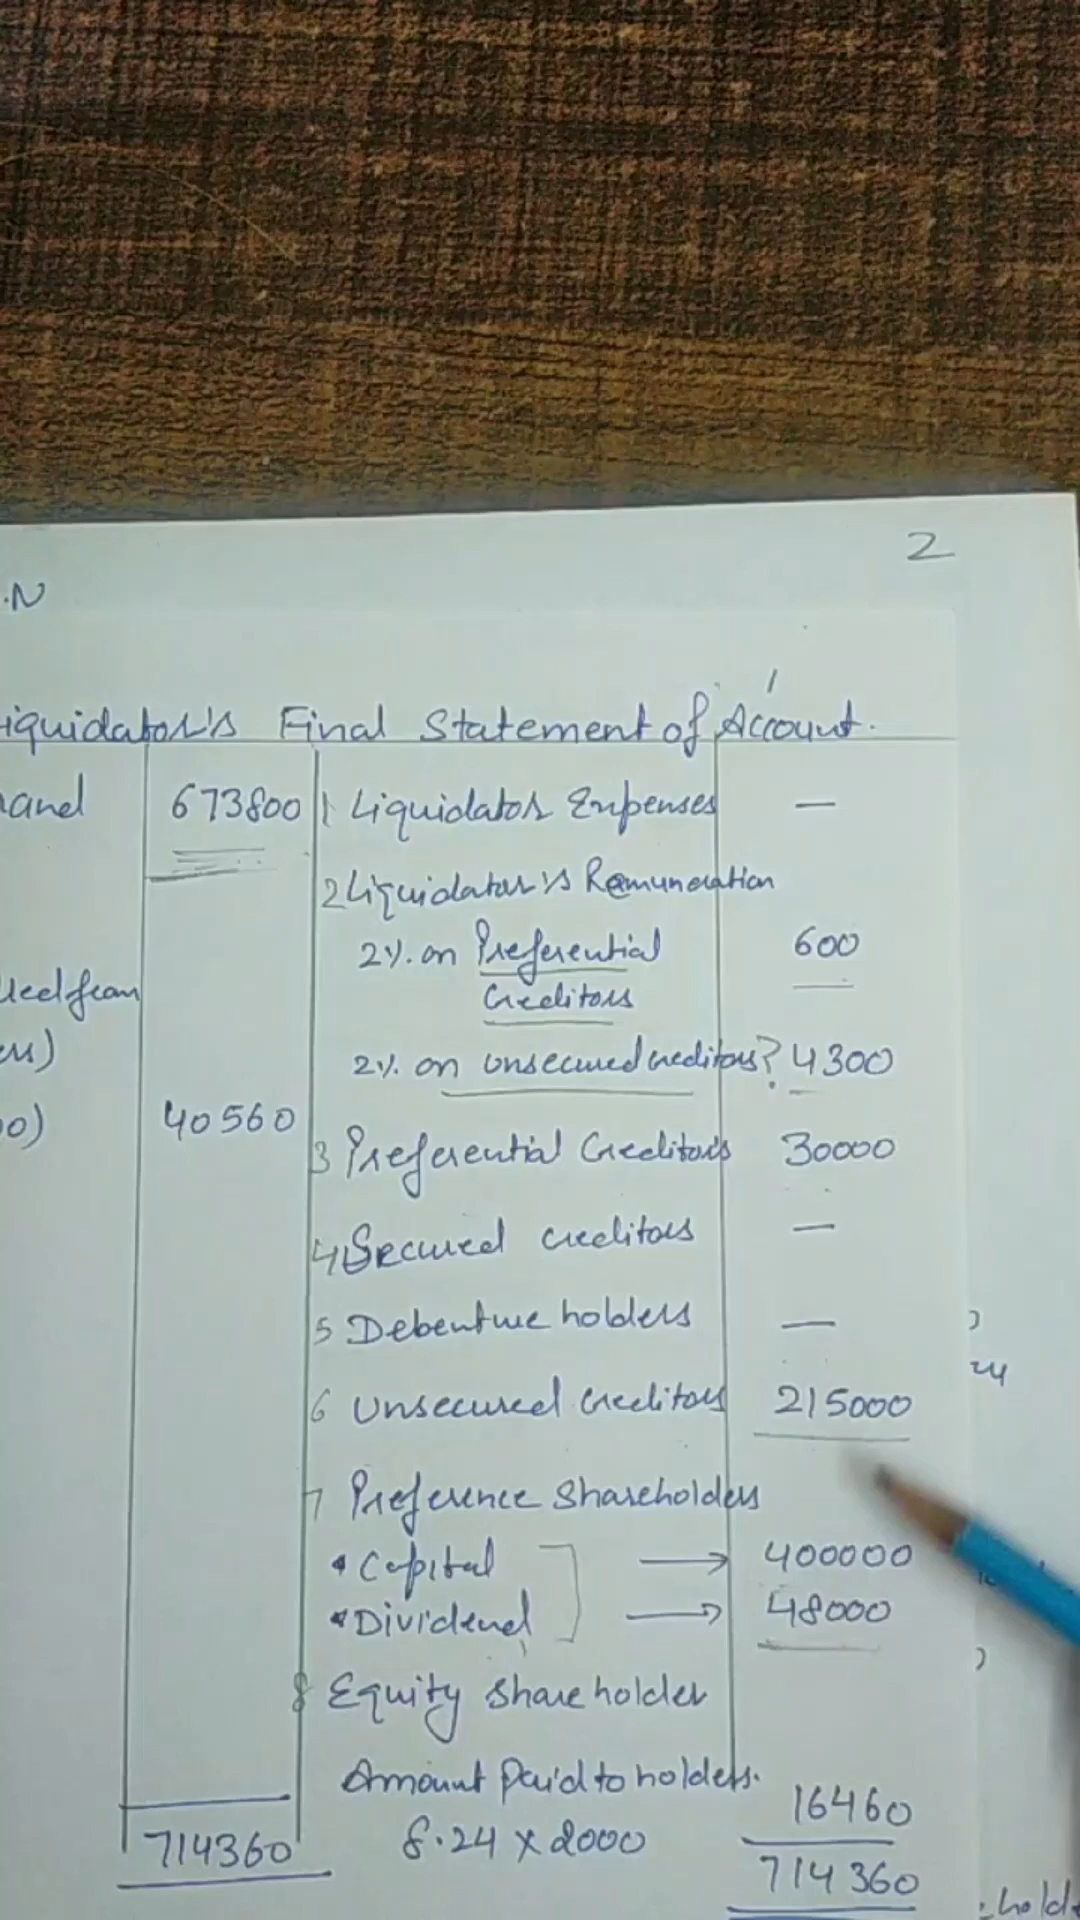 2
.N
iquidator's Final Statement of Account.
and 673800 1 Liquidator Expenses —
2 Liquidator's Remuneration
2%. on Preferential 600
Creditors
2%. on unsecured creditors? 4300
40560
3 Preferential Creditors 30000
4 Secured creditors —
5 Debenture holders —
24
6 Unsecured Creditors 215000
7 Preference Shareholders
• Capital → 400000
• Dividend → 48000
8 Equity shareholder
Amount Paid to holders. 16460
714360 8.24 x 2000
714360